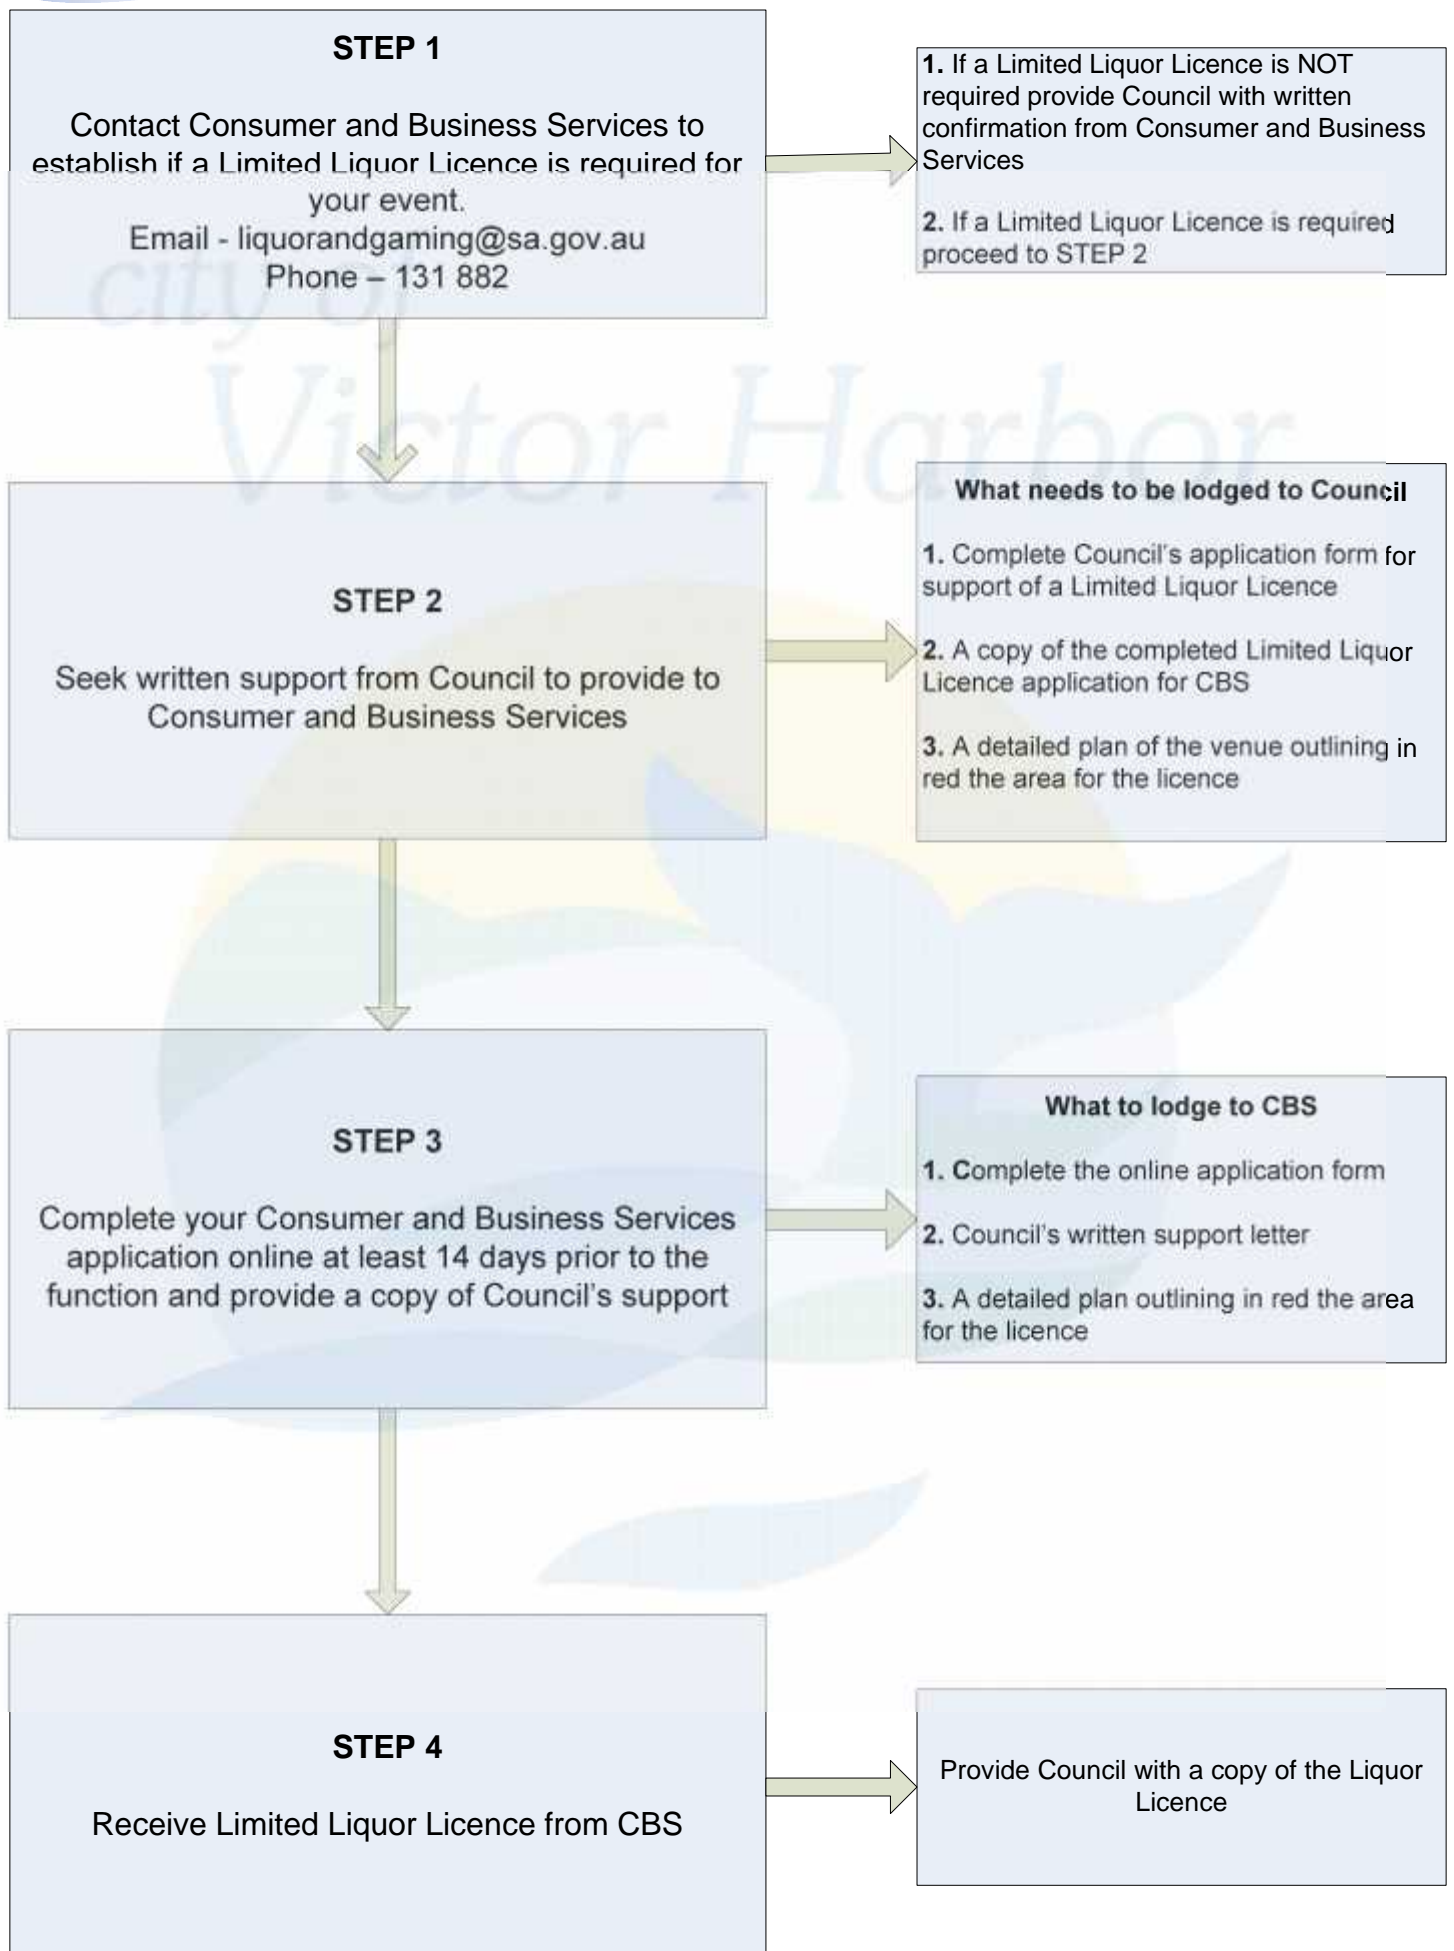 STEP 1
Contact Consumer and Business Services to
establish if a Limited Liquor Licence is required for
your event.
Email - liquorandgaming@sa.gov.au
Phone – 131 882
1. If a Limited Liquor Licence is NOT
required provide Council with written
confirmation from Consumer and Business
Services
2. If a Limited Liquor Licence is required
proceed to STEP 2
city of
Victor Harbor
STEP 2
Seek written support from Council to provide to
Consumer and Business Services
What needs to be lodged to Council
1. Complete Council's application form for
support of a Limited Liquor Licence
2. A copy of the completed Limited Liquor
Licence application for CBS
3. A detailed plan of the venue outlining in
red the area for the licence
STEP 3
Complete your Consumer and Business Services
application online at least 14 days prior to the
function and provide a copy of Council's support
What to lodge to CBS
1. Complete the online application form
2. Council's written support letter
3. A detailed plan outlining in red the area
for the licence
STEP 4
Receive Limited Liquor Licence from CBS
Provide Council with a copy of the Liquor
Licence